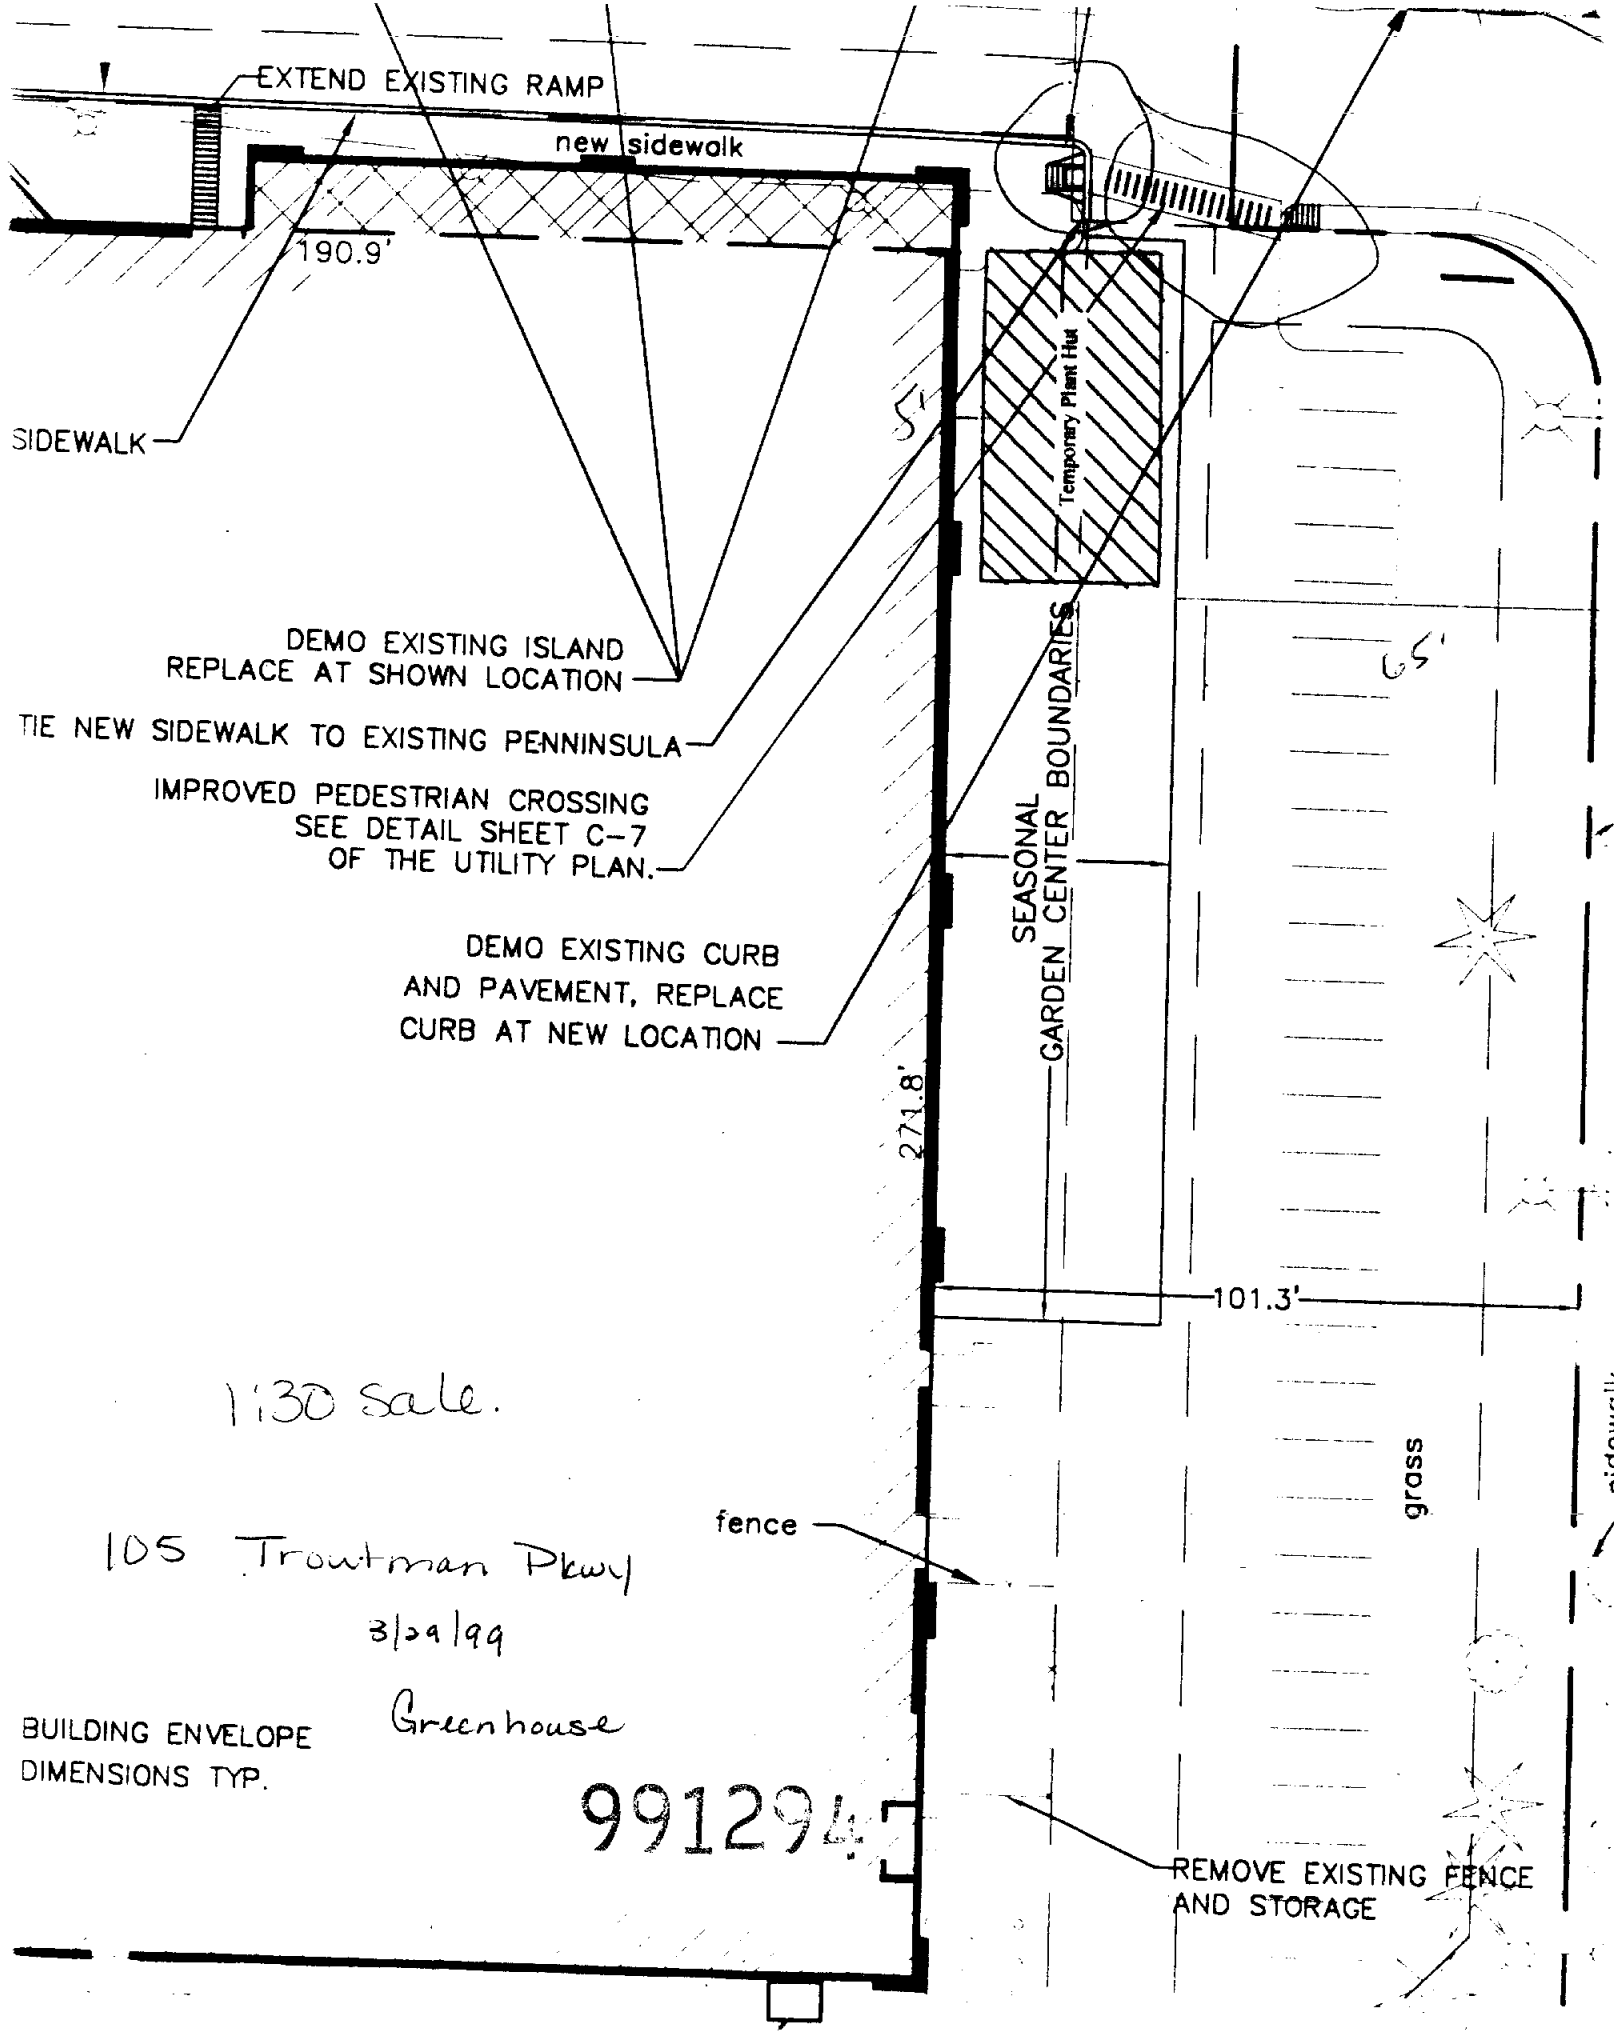 EXTEND EXISTING RAMP
new sidewalk
190.9'
SIDEWALK
5'
Temporary Plant Hut
DEMO EXISTING ISLAND
REPLACE AT SHOWN LOCATION
65'
TIE NEW SIDEWALK TO EXISTING PENNINSULA
IMPROVED PEDESTRIAN CROSSING
SEE DETAIL SHEET C-7
OF THE UTILITY PLAN.
SEASONAL
GARDEN CENTER BOUNDARIES
DEMO EXISTING CURB
AND PAVEMENT, REPLACE
CURB AT NEW LOCATION
271.8'
101.3'
1:30 Sale.
sidewalk
grass
fence
105 Troutman Pkwy
3/29/99
Greenhouse
BUILDING ENVELOPE
DIMENSIONS TYP.
991294
REMOVE EXISTING FENCE
AND STORAGE